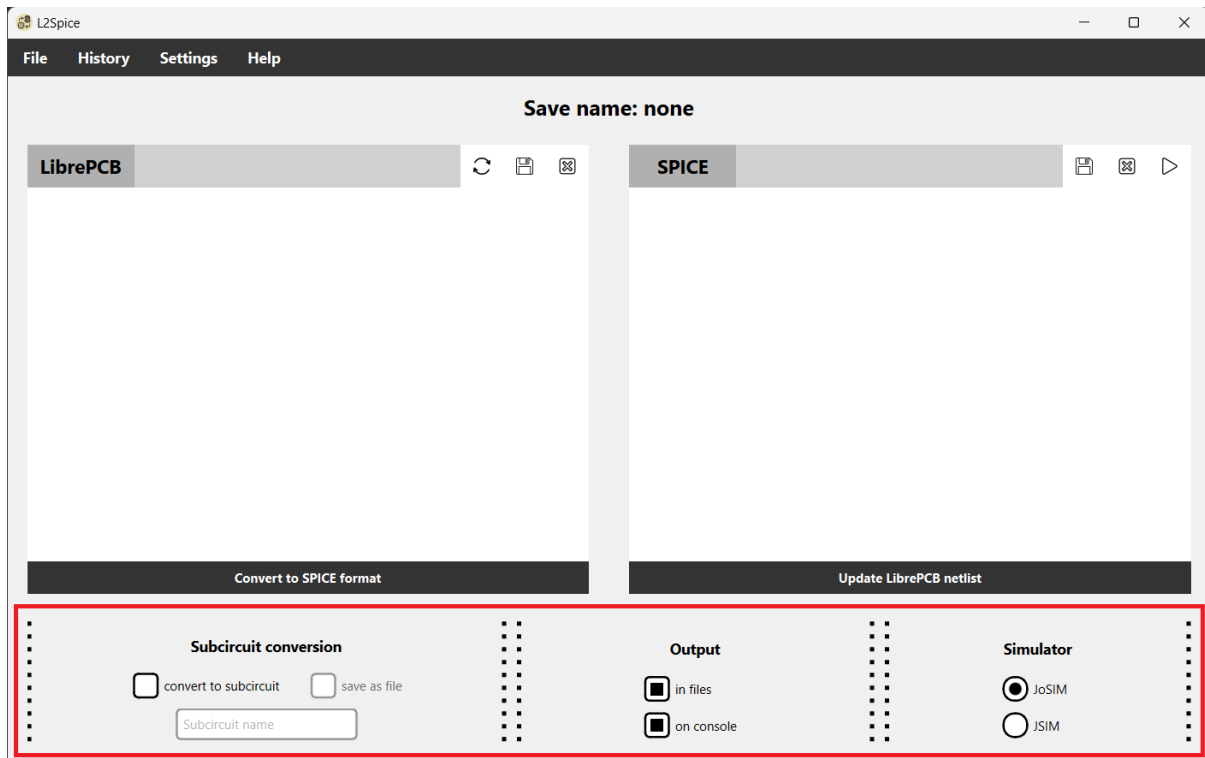 L2Spice
File History Settings Help
Save name: none
LibrePCB
SPICE
Convert to SPICE format
Update LibrePCB netlist
Subcircuit conversion
convert to subcircuit save as file
Subcircuit name
Output
in files
on console
Simulator
JoSIM
JSIM